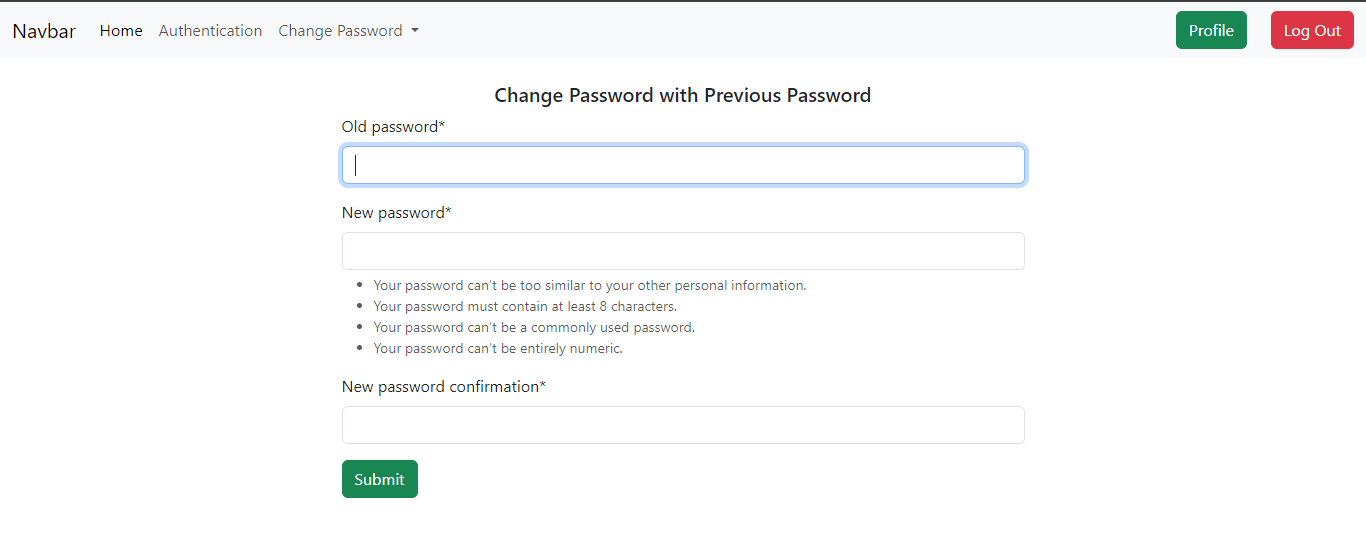 Navbar Home Authentication Change Password Profile Log Out
Change Password with Previous Password
Old password*
New password*
Your password can't be too similar to your other personal information.
Your password must contain at least 8 characters.
Your password can't be a commonly used password.
Your password can't be entirely numeric.
New password confirmation*
Submit